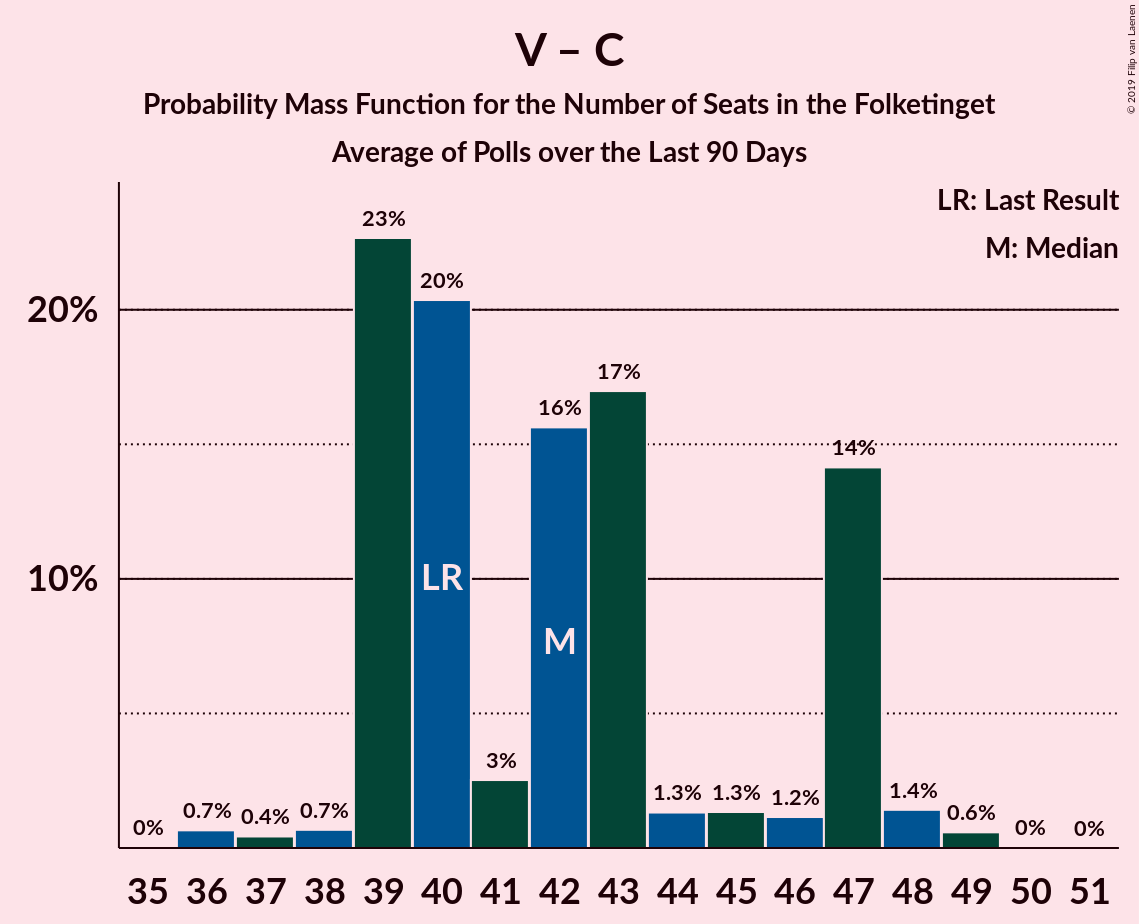 V – C
Probability Mass Function for the Number of Seats in the Folketinget
Average of Polls over the Last 90 Days
© 2019 Filip van Laenen
LR: Last Result
M: Median
20%
10%
0%
0.7%
0.4%
0.7%
23%
20%
3%
16%
17%
1.3%
1.3%
1.2%
14%
1.4%
0.6%
0%
0%
LR
M
35 36 37 38 39 40 41 42 43 44 45 46 47 48 49 50 51